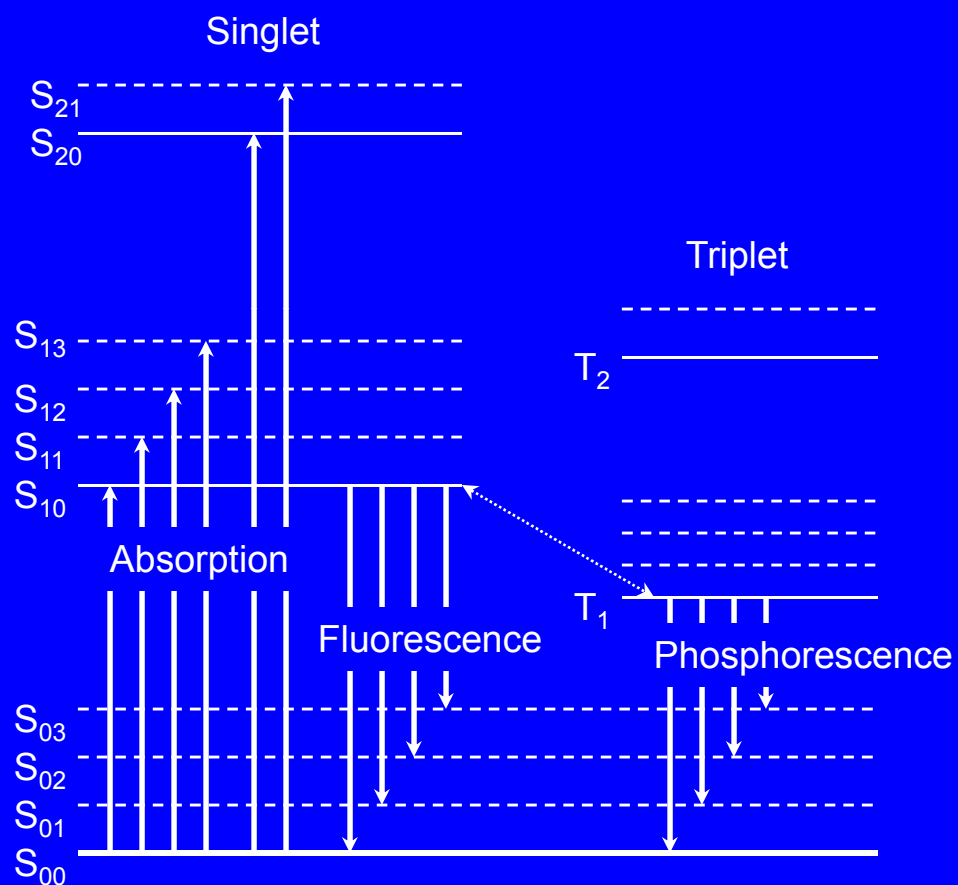 Singlet
S₂₁
S₂₀
Triplet
S₁₃
T₂
S₁₂
S₁₁
S₁₀
Absorption
T₁
Fluorescence
Phosphorescence
S₀₃
S₀₂
S₀₁
S₀₀